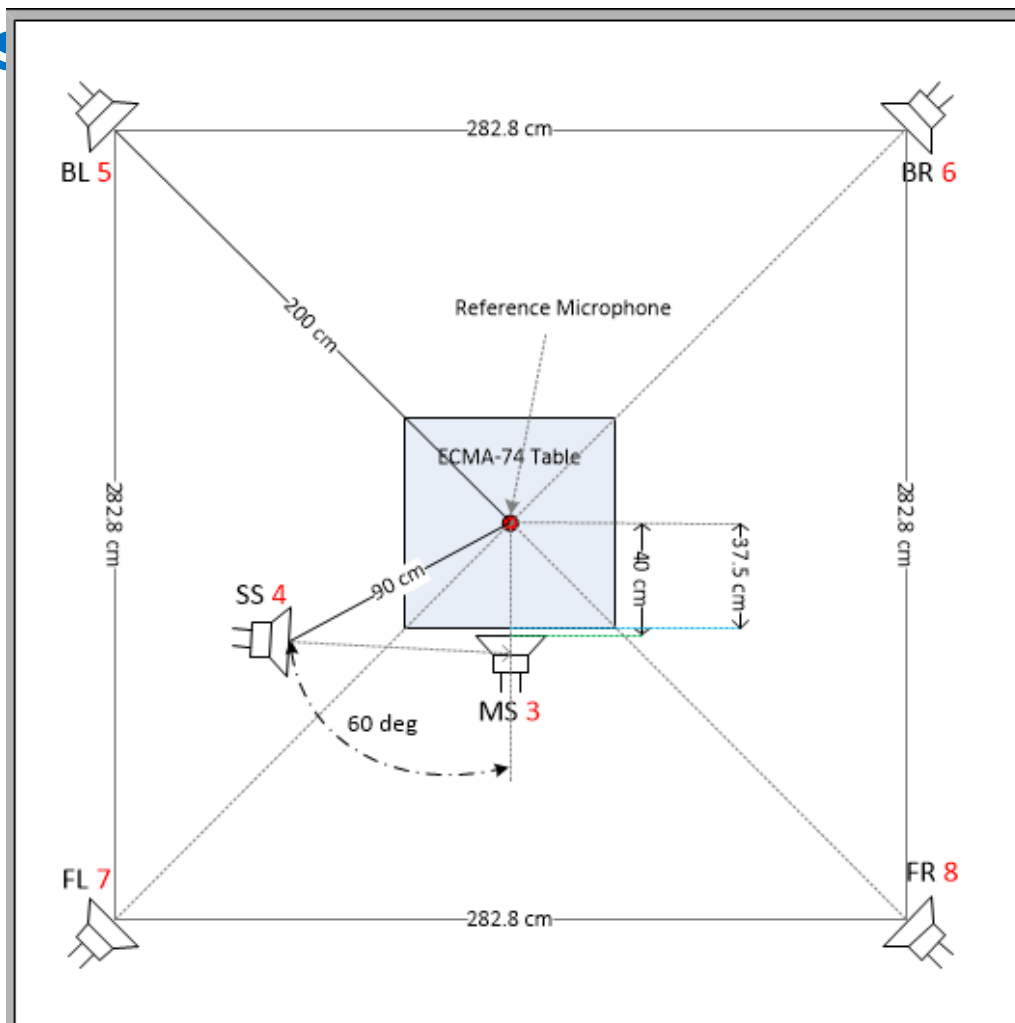 282.8 cm
BL 5
BR 6
Reference Microphone
200 cm
ECMA-74 Table
282.8 cm
282.8 cm
40 cm
37.5 cm
90 cm
SS 4
MS 3
60 deg
FL 7
FR 8
282.8 cm